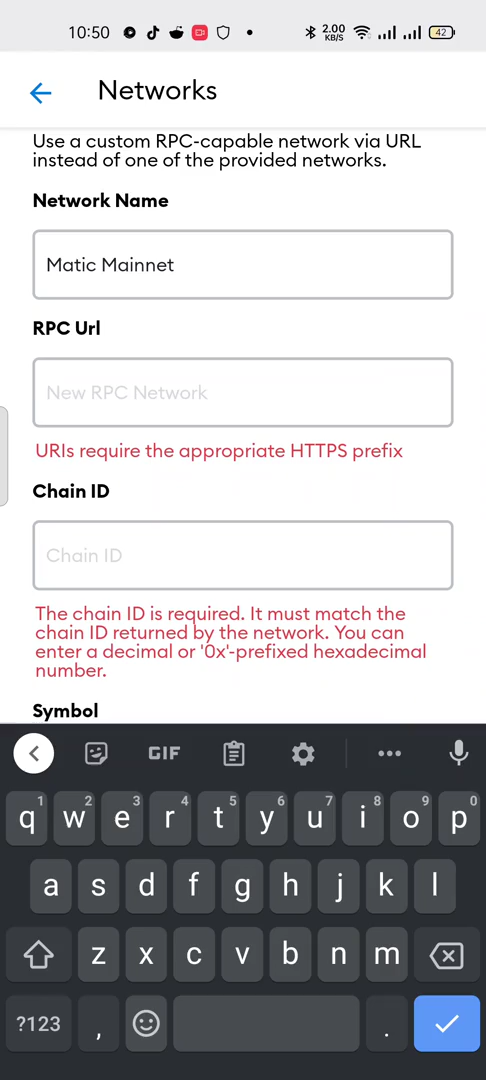 10:50
2.00
KB/S
42
Networks
Use a custom RPC-capable network via URL
instead of one of the provided networks.
Network Name
Matic Mainnet
RPC Url
New RPC Network
URIs require the appropriate HTTPS prefix
Chain ID
Chain ID
The chain ID is required. It must match the
chain ID returned by the network. You can
enter a decimal or '0x'-prefixed hexadecimal
number.
Symbol
GIF
1 2 3 4 5 6 7 8 9 0
q w e r t y u i o p
a s d f g h j k l
z x c v b n m
?123 , .